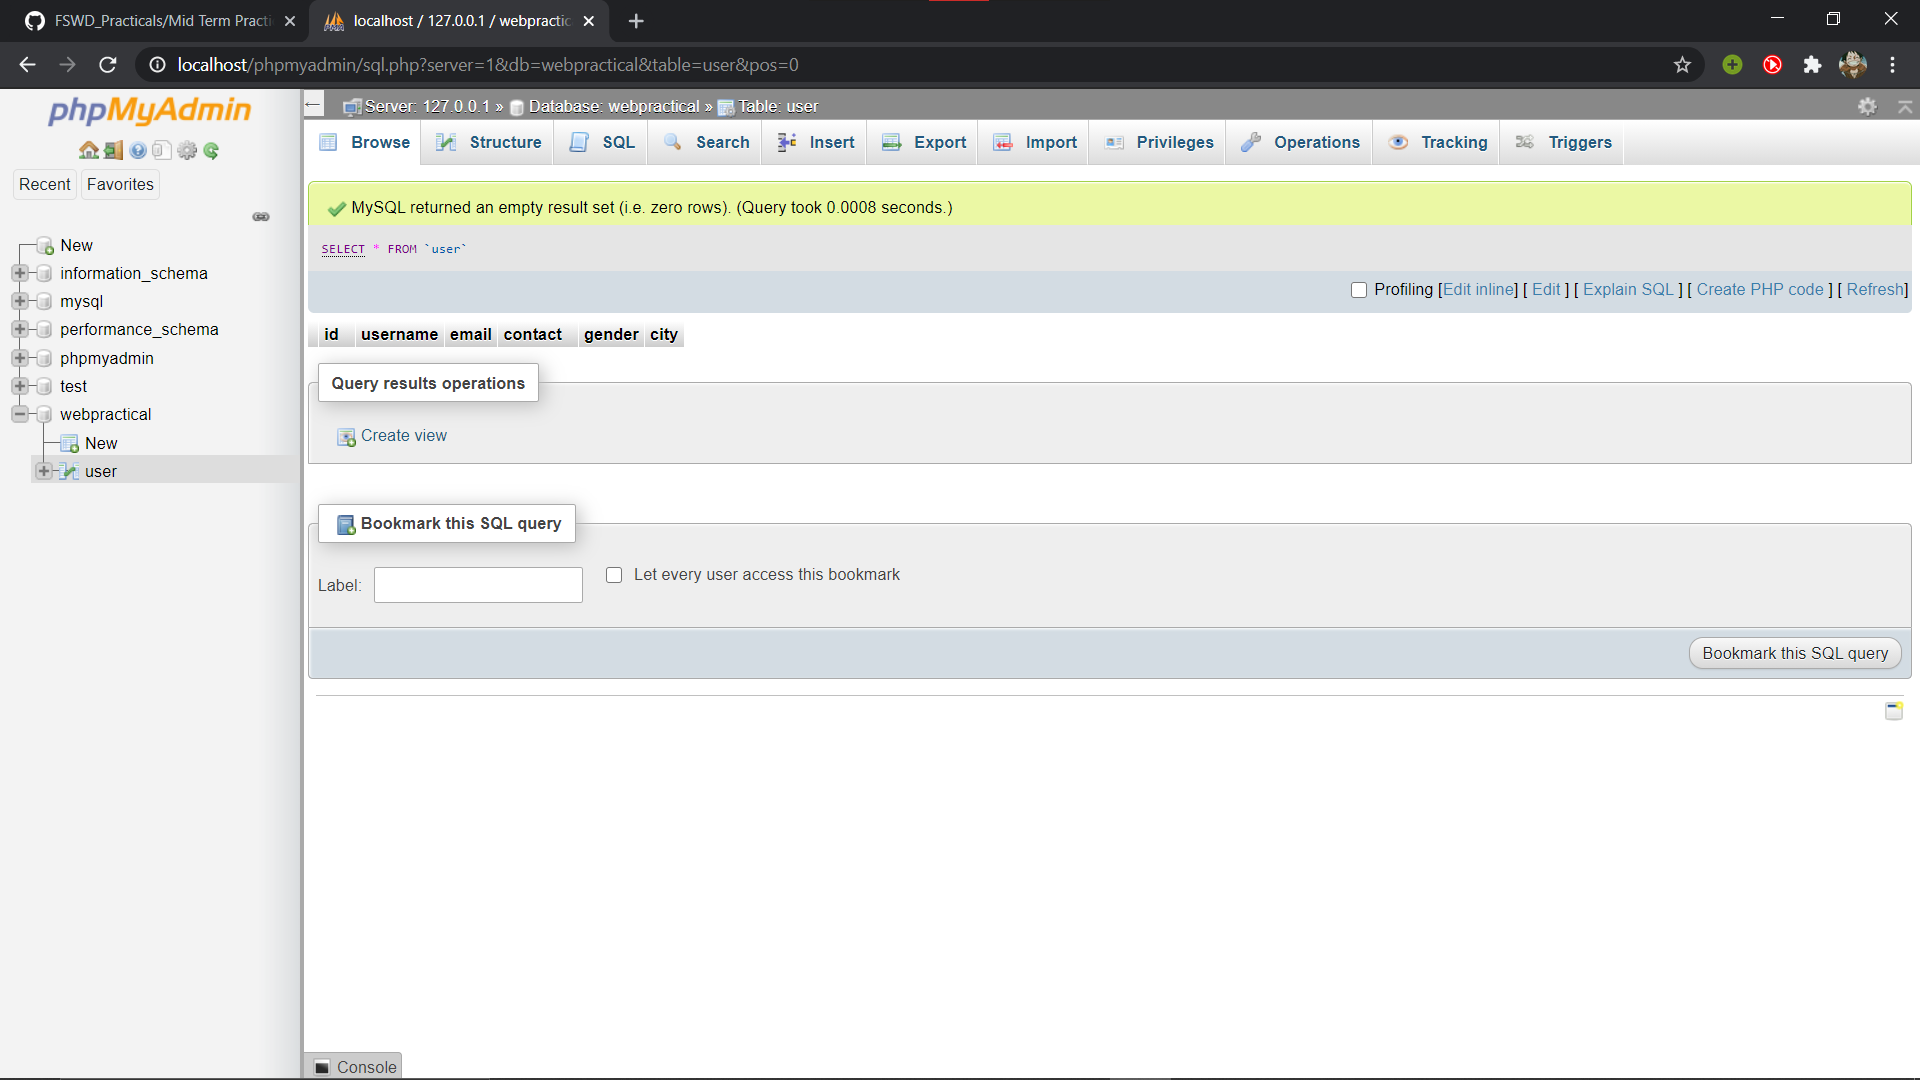 FSWD_Practicals/Mid Term Practi
localhost / 127.0.0.1 / webpractic
localhost/phpmyadmin/sql.php?server=1&db=webpractical&table=user&pos=0
phpMyAdmin
Recent
Favorites
New
information_schema
mysql
performance_schema
phpmyadmin
test
webpractical
New
user
Server: 127.0.0.1 » Database: webpractical » Table: user
Browse Structure SQL Search Insert Export Import Privileges Operations Tracking Triggers
MySQL returned an empty result set (i.e. zero rows). (Query took 0.0008 seconds.)
SELECT * FROM `user`
Profiling [Edit inline] [ Edit ] [ Explain SQL ] [ Create PHP code ] [ Refresh]
id username email contact gender city
Query results operations
Create view
Bookmark this SQL query
Label:
Let every user access this bookmark
Bookmark this SQL query
Console